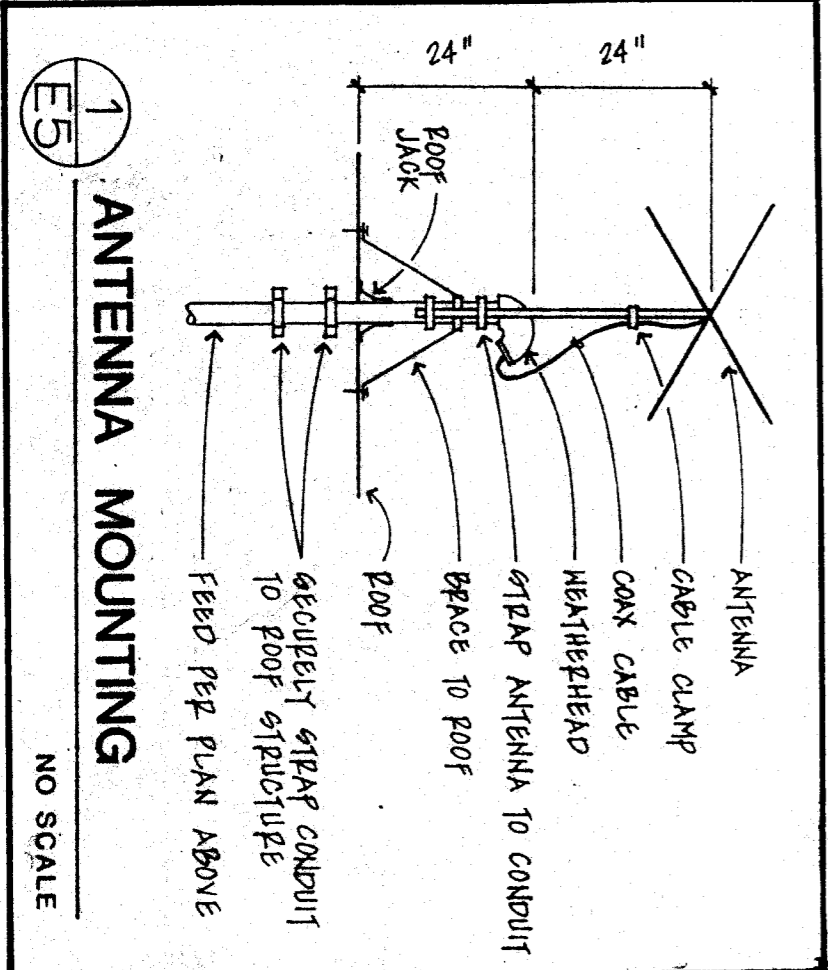 24"
24"
ROOF
JACK
ANTENNA
CABLE CLAMP
COAX CABLE
WEATHERHEAD
STRAP ANTENNA TO CONDUIT
BRACE TO ROOF
ROOF
SECURELY STRAP CONDUIT
TO ROOF STRUCTURE
FEED PER PLAN ABOVE
1
E5
ANTENNA MOUNTING
NO SCALE